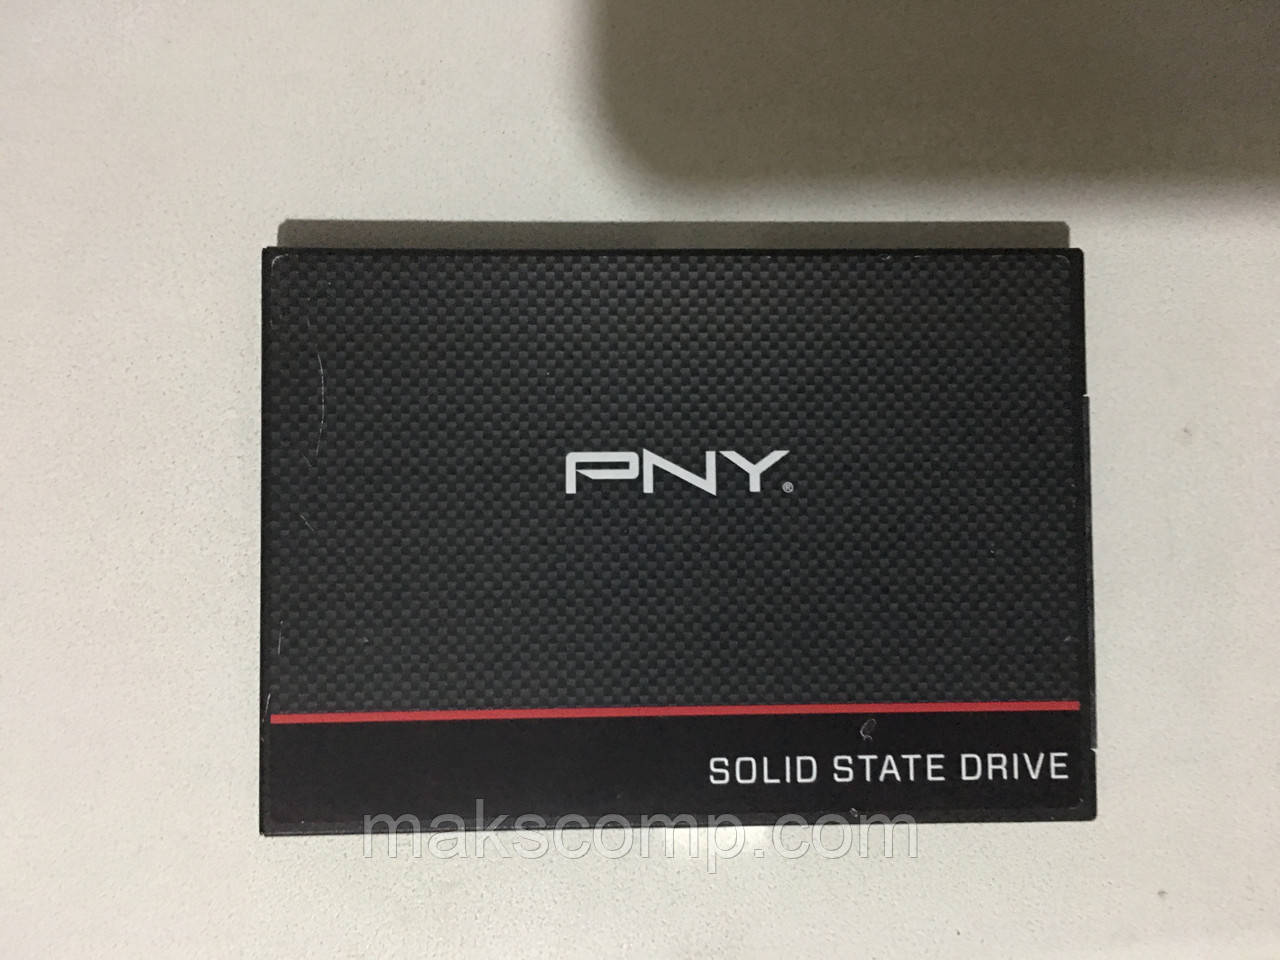 PNY®
SOLID STATE DRIVE
makscomp.com